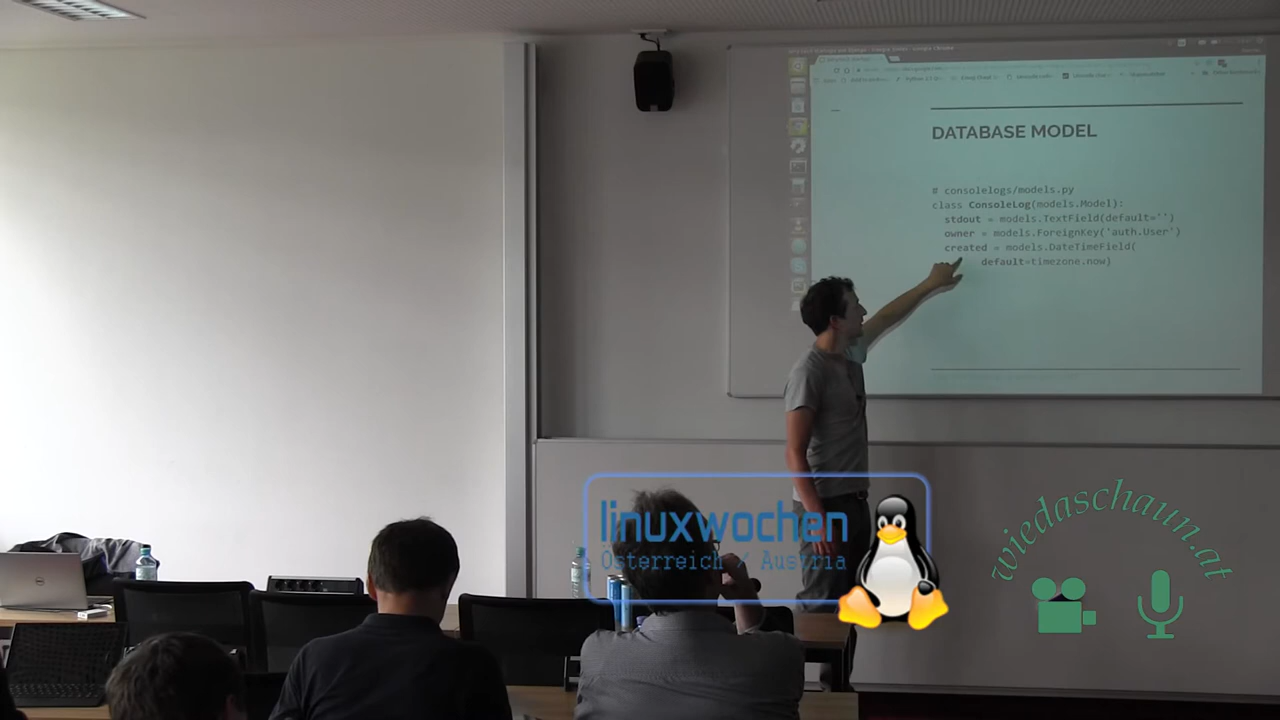 DATABASE MODEL
# consolelogs/models.py
class ConsoleLog(models.Model):
stdout = models.TextField(default='')
owner = models.ForeignKey('auth.User')
created = models.DateTimeField(
default=timezone.now)
linuxwochen
Österreich / Austria
wiedaschaun.at